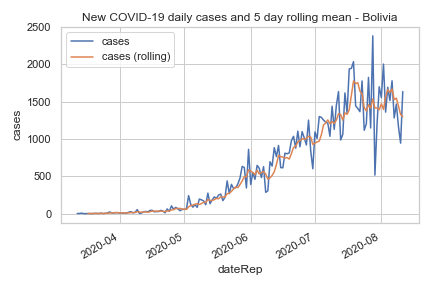 New COVID-19 daily cases and 5 day rolling mean - Bolivia
cases
cases (rolling)
2500
2000
1500
1000
500
0
cases
2020-04
2020-05
2020-06
2020-07
2020-08
dateRep